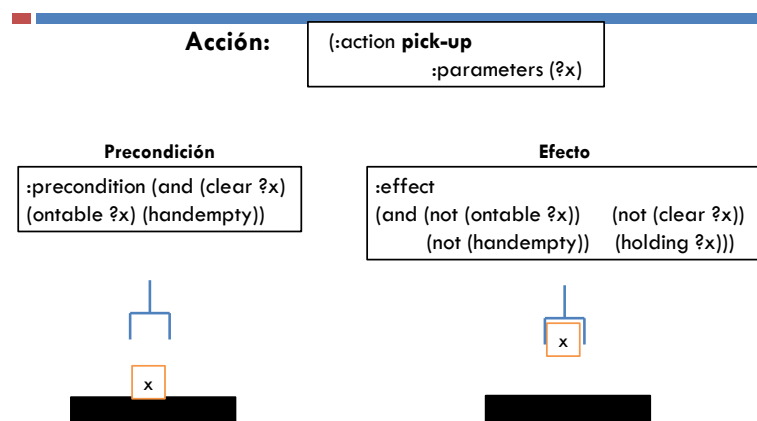 Acción:
(:action pick-up
:parameters (?x)
Precondición
:precondition (and (clear ?x)
(ontable ?x) (handempty))
Efecto
:effect
(and (not (ontable ?x)) (not (clear ?x))
(not (handempty)) (holding ?x)))
x
x